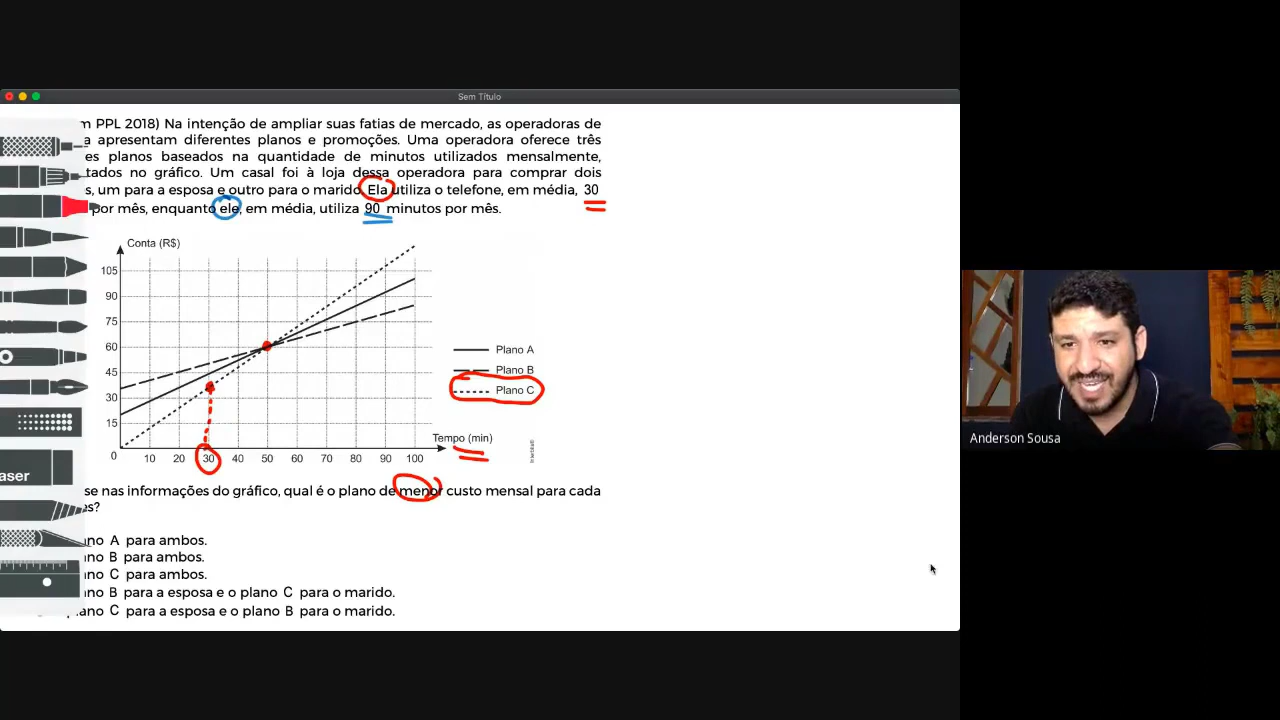 Sem Título
m PPL 2018) Na intenção de ampliar suas fatias de mercado, as operadoras de
a apresentam diferentes planos e promoções. Uma operadora oferece três
es planos baseados na quantidade de minutos utilizados mensalmente,
tados no gráfico. Um casal foi à loja dessa operadora para comprar dois
s, um para a esposa e outro para o marido. Ela utiliza o telefone, em média, 30
por mês, enquanto ele, em média, utiliza 90 minutos por mês.
Conta (R$)
105
90
75
60
45
30
15
0
10 20 30 40 50 60 70 80 90 100
Tempo (min)
Plano A
Plano B
Plano C
se nas informações do gráfico, qual é o plano de menor custo mensal para cada
es?
ano A para ambos.
ano B para ambos.
ano C para ambos.
B para a esposa e o plano C para o marido.
plano C para a esposa e o plano B para o marido.
aser
Anderson Sousa